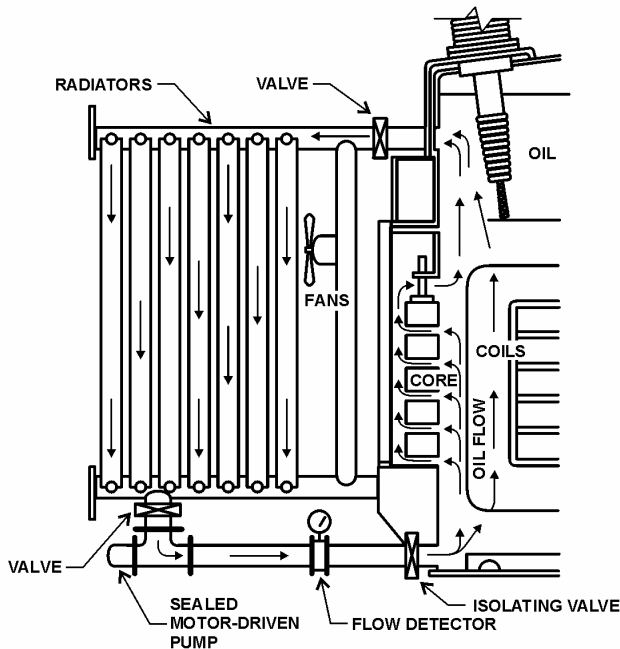 RADIATORS
VALVE
OIL
FANS
COILS
CORE
OIL FLOW
VALVE
SEALED
MOTOR-DRIVEN
PUMP
FLOW DETECTOR
ISOLATING VALVE